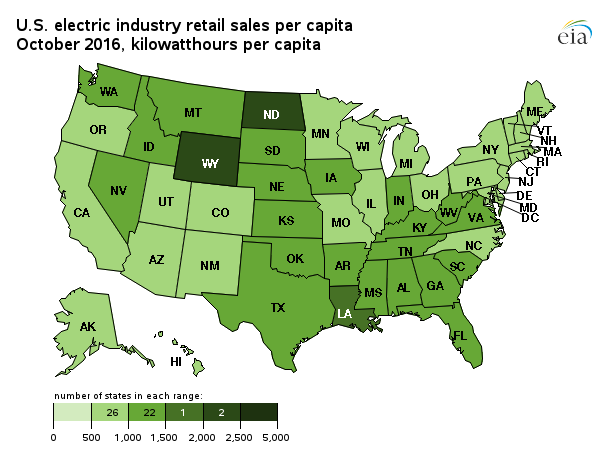 U.S. electric industry retail sales per capita
October 2016, kilowatthours per capita
eia
WA
MT
ND
MN
ME
OR
ID
WY
SD
WI
MI
NY
VT
NH
MA
RI
CT
NJ
NV
UT
CO
NE
IA
IL
IN
OH
PA
DE
MD
DC
CA
KS
MO
KY
WV
VA
AZ
NM
OK
AR
TN
NC
SC
TX
LA
MS
AL
GA
FL
AK
HI
number of states in each range:
26 22 1 2
0 500 1,000 1,500 2,000 2,500 5,000